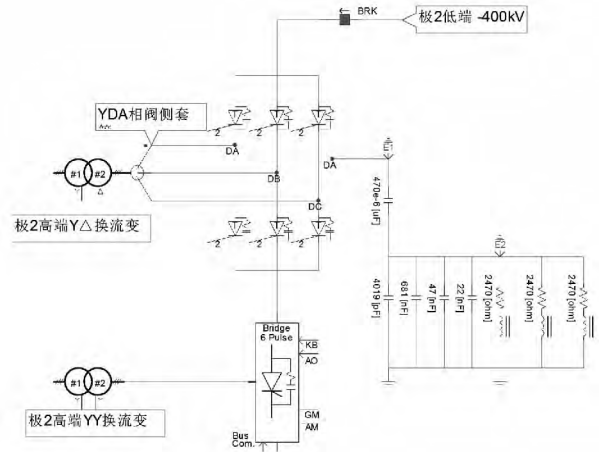 BRK
极2低端 -400kV
YDA相阀侧套
2
2
2
DA
DA
E1
#1
#2
DB
DC
470e-6 [uF]
极2高端Y△换流变
2
2
2
E2
4019 [pF]
681 [nF]
47 [nF]
22 [nF]
2470 [ohm]
2470 [ohm]
2470 [ohm]
Bridge
6 Pulse
KB
AO
#1
#2
GM
AM
极2高端YY换流变
Bus
Com.
6